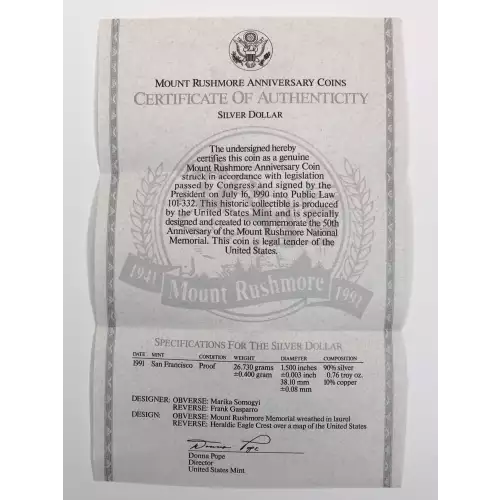 MOUNT RUSHMORE ANNIVERSARY COINS
CERTIFICATE OF AUTHENTICITY
SILVER DOLLAR
The undersigned hereby
certifies this coin as a genuine
Mount Rushmore Anniversary Coin
struck in accordance with legislation
passed by Congress and signed by the
President on July 16, 1990 into Public Law
101-332. This historic collectible is produced
by the United States Mint and is specially
designed and created to commemorate the 50th
Anniversary of the Mount Rushmore National
Memorial. This coin is legal tender of the
United States.
1941 Mount Rushmore 1991
SPECIFICATIONS FOR THE SILVER DOLLAR
DATE MINT CONDITION WEIGHT DIAMETER COMPOSITION
1991 San Francisco Proof 26.730 grams 1.500 inches 90% silver
±0.400 gram ±0.003 inch 0.76 troy oz.
38.10 mm 10% copper
±0.08 mm
DESIGNER: OBVERSE: Marika Somogyi
REVERSE: Frank Gasparro
DESIGN: OBVERSE: Mount Rushmore Memorial wreathed in laurel
REVERSE: Heraldic Eagle Crest over a map of the United States
Donna Pope
Donna Pope
Director
United States Mint